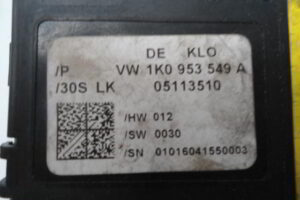 DE KLO
/P VW 1K0 953 549 A
/30S LK 05113510
/HW 012
/SW 0030
/SN 01016041550003